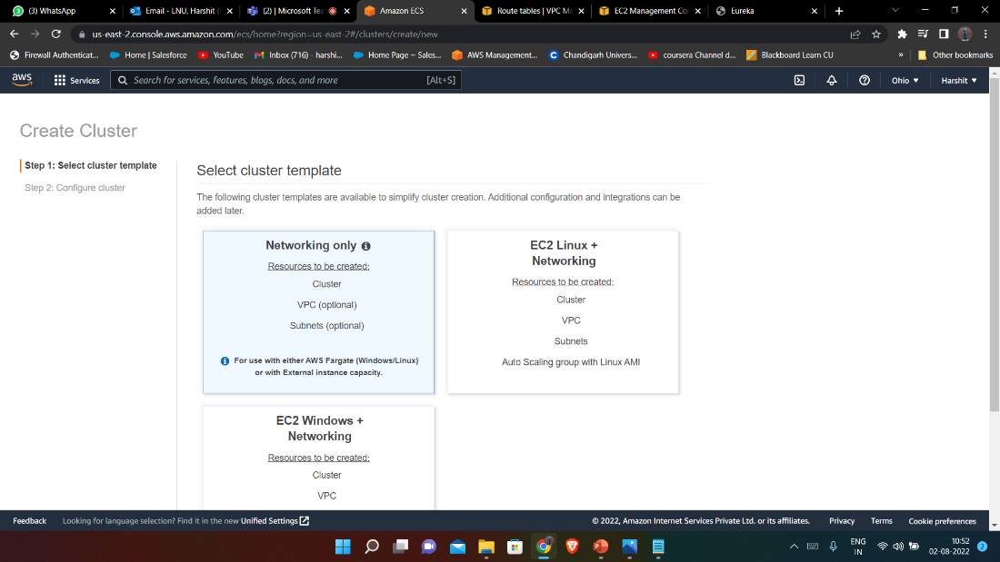 (3) WhatsApp
Email - LNU, Harshit (
(2) | Microsoft Tea
Amazon ECS
Route tables | VPC Ma
EC2 Management Co
Eureka
us-east-2.console.aws.amazon.com/ecs/home?region=us-east-2#/clusters/create/new
Firewall Authenticat...
Home | Salesforce
YouTube
Inbox (716) - harshi...
Home Page ~ Sales...
AWS Management...
Chandigarh Univers...
coursera Channel d...
Blackboard Learn CU
»
Other bookmarks
aws
Services
Search for services, features, blogs, docs, and more
[Alt+S]
Ohio
Harshit
Create Cluster
Step 1: Select cluster template
Step 2: Configure cluster
Select cluster template
The following cluster templates are available to simplify cluster creation. Additional configuration and integrations can be
added later.
Networking only
Resources to be created:
Cluster
VPC (optional)
Subnets (optional)
For use with either AWS Fargate (Windows/Linux)
or with External instance capacity.
EC2 Linux +
Networking
Resources to be created:
Cluster
VPC
Subnets
Auto Scaling group with Linux AMI
EC2 Windows +
Networking
Resources to be created:
Cluster
VPC
Feedback
Looking for language selection? Find it in the new Unified Settings
© 2022, Amazon Internet Services Private Ltd. or its affiliates.
Privacy
Terms
Cookie preferences
ENG
IN
10:52
02-08-2022
2